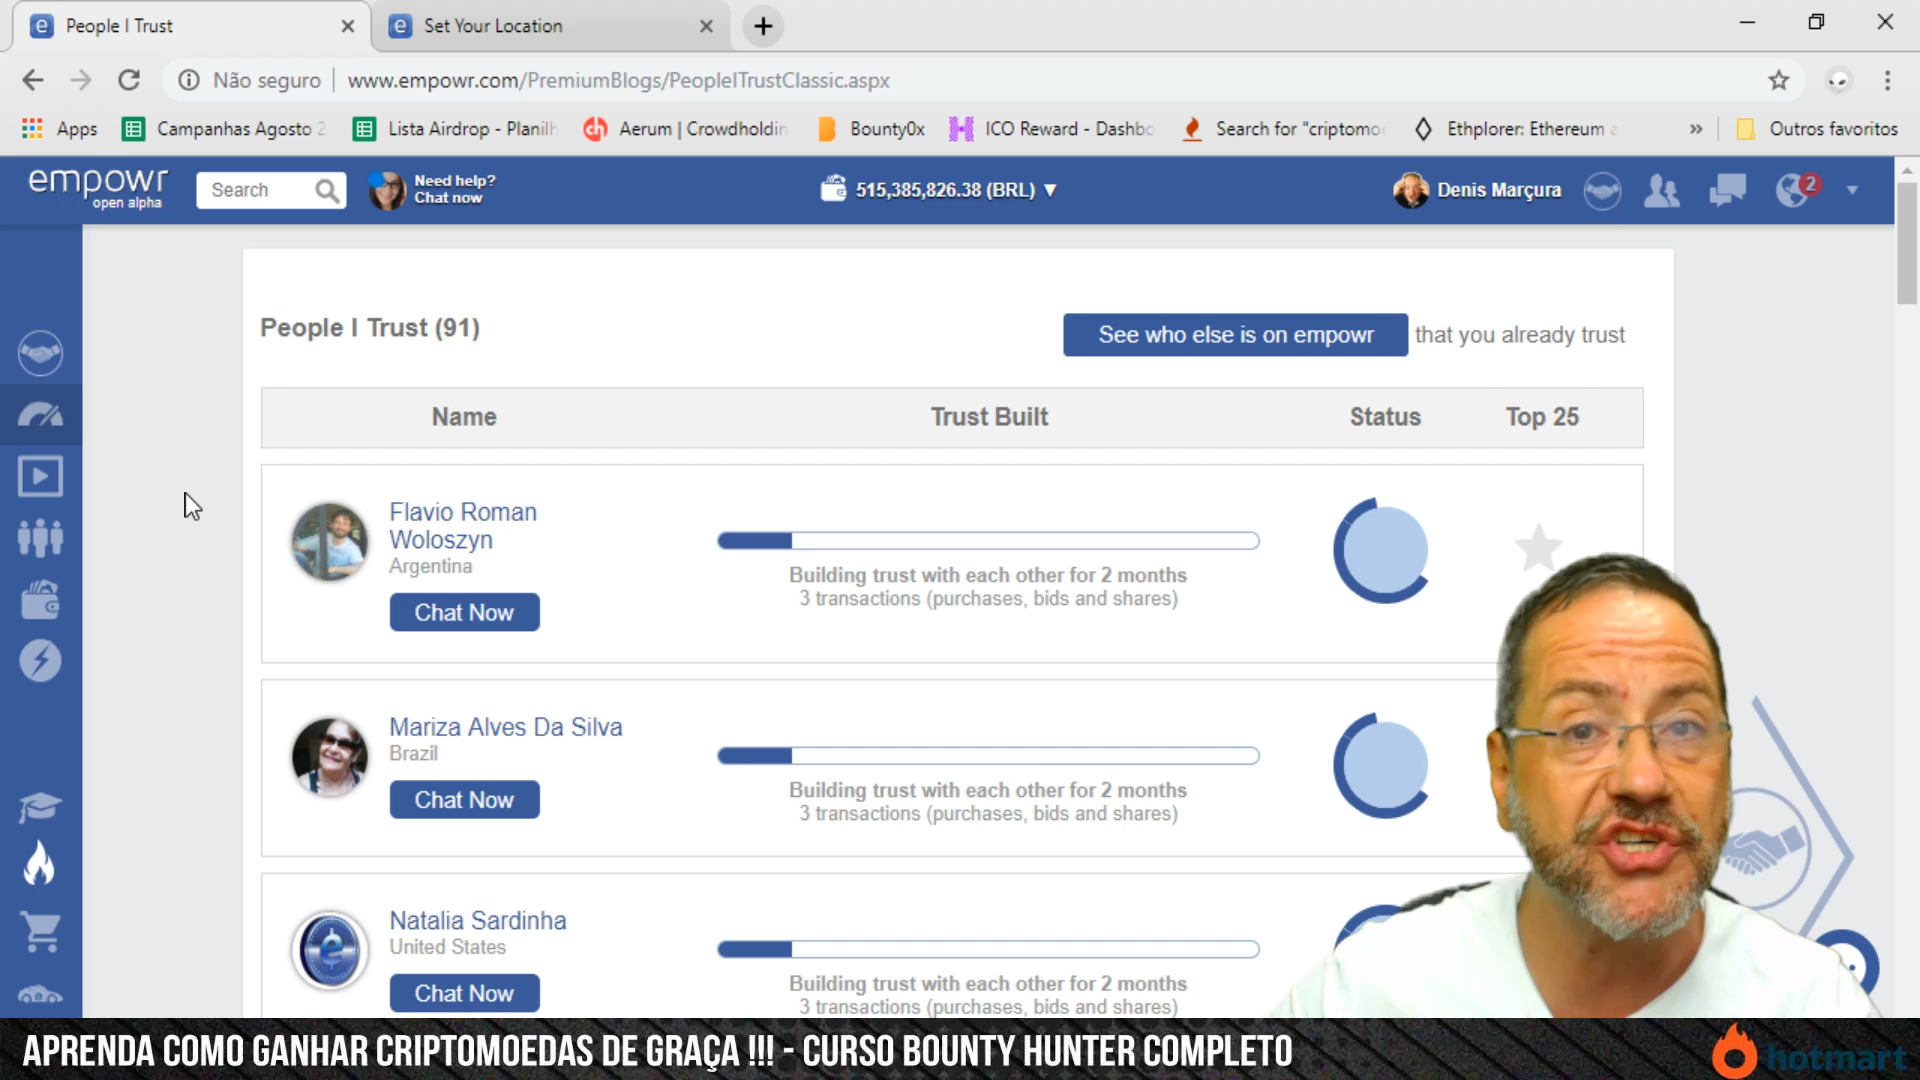 People I Trust
Set Your Location
Não seguro
www.empowr.com/PremiumBlogs/PeopleITrustClassic.aspx
Apps
Campanhas Agosto 2
Lista Airdrop - Planilh
ch
Aerum | Crowdholdin
Bounty0x
ICO Reward - Dashbo
Search for "criptomo
Ethplorer: Ethereum a
»
Outros favoritos
empowr
open alpha
Search
Need help?
Chat now
515,385,826.38 (BRL) ▼
Denis Marçura
2
People I Trust (91)
See who else is on empowr
that you already trust
Name
Trust Built
Status
Top 25
Flavio Roman
Woloszyn
Argentina
Chat Now
Building trust with each other for 2 months
3 transactions (purchases, bids and shares)
Mariza Alves Da Silva
Brazil
Chat Now
Building trust with each other for 2 months
3 transactions (purchases, bids and shares)
Natalia Sardinha
United States
Chat Now
Building trust with each other for 2 months
3 transactions (purchases, bids and shares)
APRENDA COMO GANHAR CRIPTOMOEDAS DE GRAÇA !!! - CURSO BOUNTY HUNTER COMPLETO
hotmart